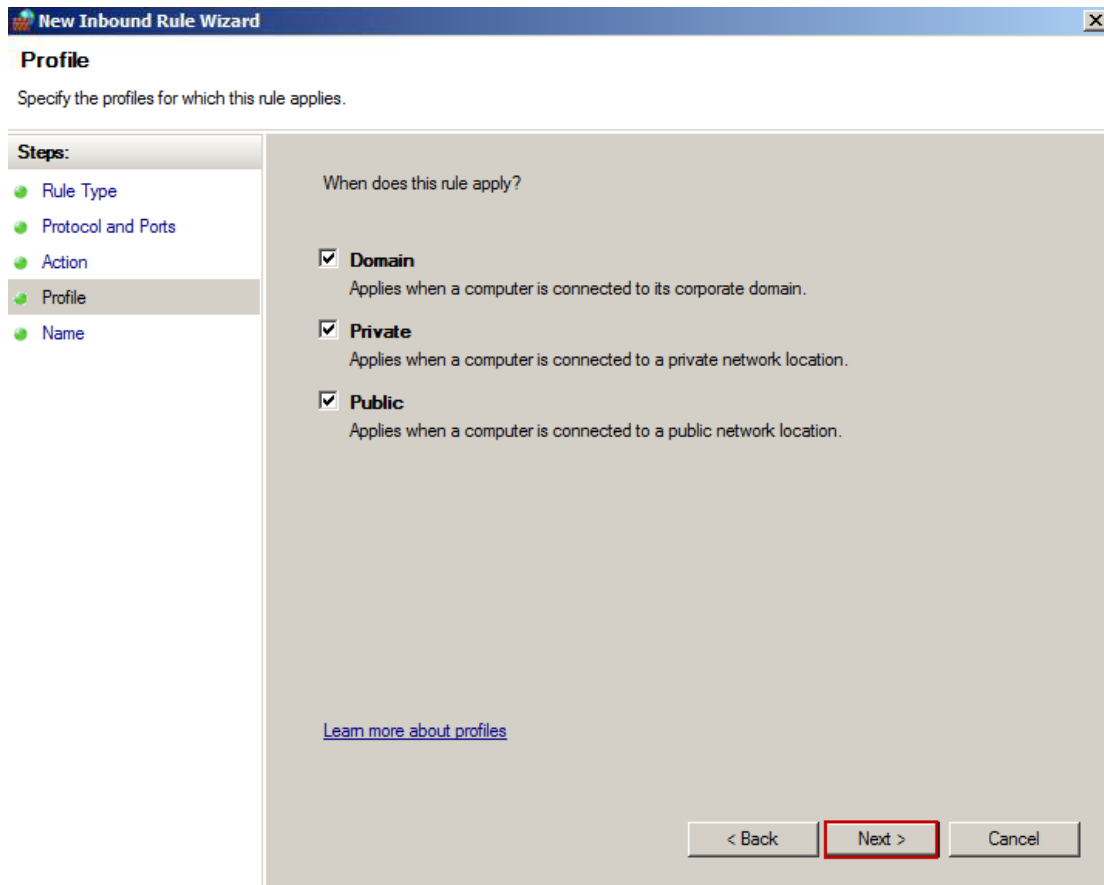 New Inbound Rule Wizard
Profile
Specify the profiles for which this rule applies.
Steps:
Rule Type
Protocol and Ports
Action
Profile
Name
When does this rule apply?
Domain
Applies when a computer is connected to its corporate domain.
Private
Applies when a computer is connected to a private network location.
Public
Applies when a computer is connected to a public network location.
Learn more about profiles
< Back
Next >
Cancel